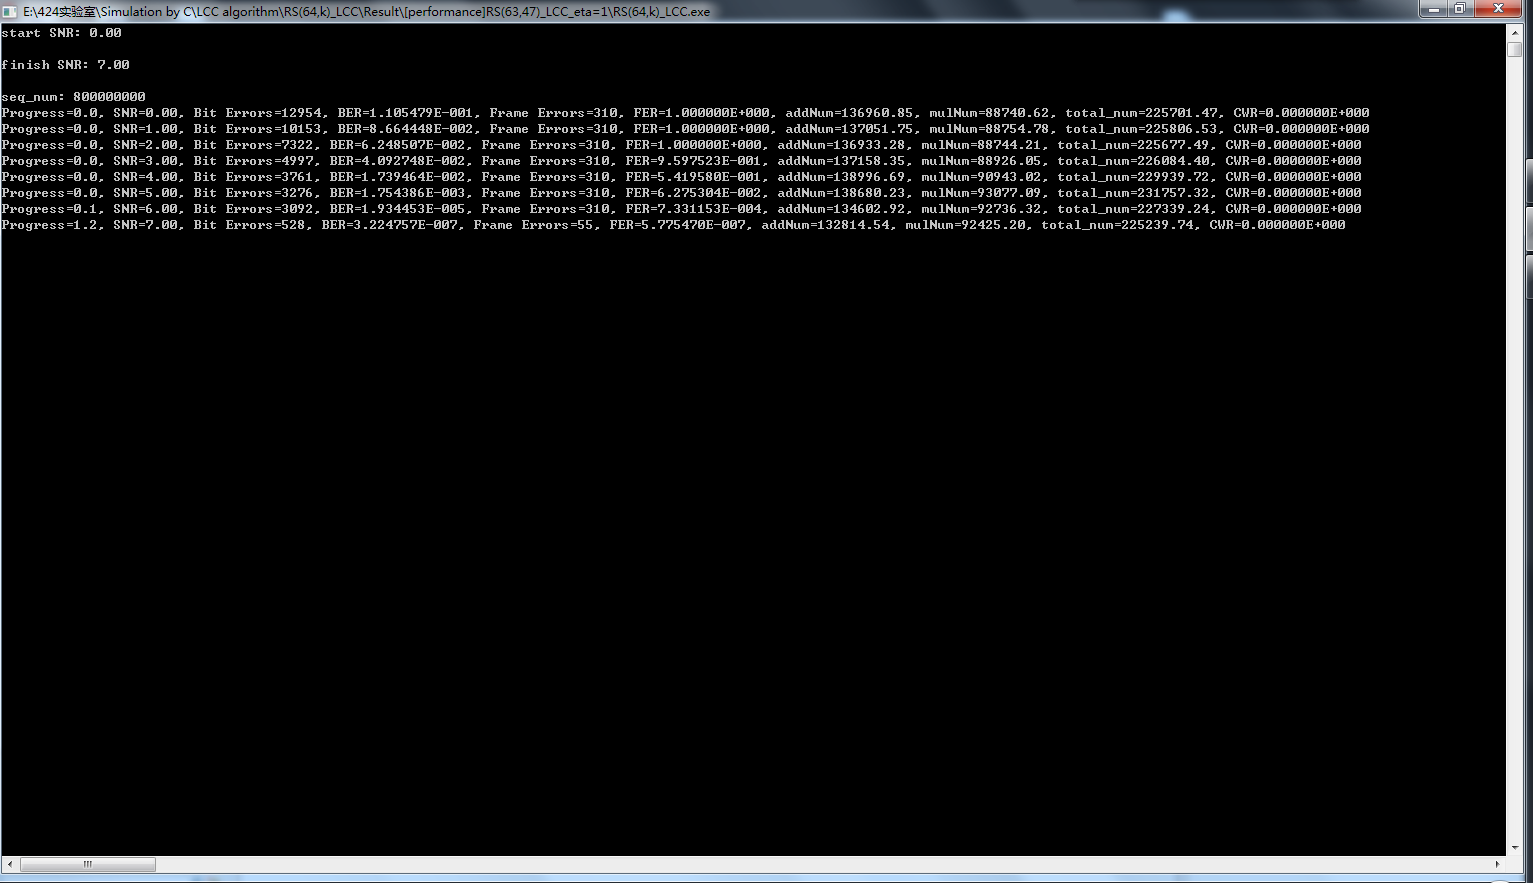 E:\424实验室\Simulation by C\LCC algorithm\RS(64,k)_LCC\Result\[performance]RS(63,47)_LCC_eta=1\RS(64,k)_LCC.exe
start SNR: 0.00
finish SNR: 7.00
seq_num: 800000000
Progress=0.0, SNR=0.00, Bit Errors=12954, BER=1.105479E-001, Frame Errors=310, FER=1.000000E+000, addNum=136960.85, mulNum=88740.62, total_num=225701.47, CWR=0.000000E+000
Progress=0.0, SNR=1.00, Bit Errors=10153, BER=8.664448E-002, Frame Errors=310, FER=1.000000E+000, addNum=137051.75, mulNum=88754.78, total_num=225806.53, CWR=0.000000E+000
Progress=0.0, SNR=2.00, Bit Errors=7322, BER=6.248507E-002, Frame Errors=310, FER=1.000000E+000, addNum=136933.28, mulNum=88744.21, total_num=225677.49, CWR=0.000000E+000
Progress=0.0, SNR=3.00, Bit Errors=4997, BER=4.092748E-002, Frame Errors=310, FER=9.597523E-001, addNum=137158.35, mulNum=88926.05, total_num=226084.40, CWR=0.000000E+000
Progress=0.0, SNR=4.00, Bit Errors=3761, BER=1.739464E-002, Frame Errors=310, FER=5.419580E-001, addNum=138996.69, mulNum=90943.02, total_num=229939.72, CWR=0.000000E+000
Progress=0.0, SNR=5.00, Bit Errors=3276, BER=1.754386E-003, Frame Errors=310, FER=6.275304E-002, addNum=138680.23, mulNum=93077.09, total_num=231757.32, CWR=0.000000E+000
Progress=0.1, SNR=6.00, Bit Errors=3092, BER=1.934453E-005, Frame Errors=310, FER=7.331153E-004, addNum=134602.92, mulNum=92736.32, total_num=227339.24, CWR=0.000000E+000
Progress=1.2, SNR=7.00, Bit Errors=528, BER=3.224757E-007, Frame Errors=55, FER=5.775470E-007, addNum=132814.54, mulNum=92425.20, total_num=225239.74, CWR=0.000000E+000